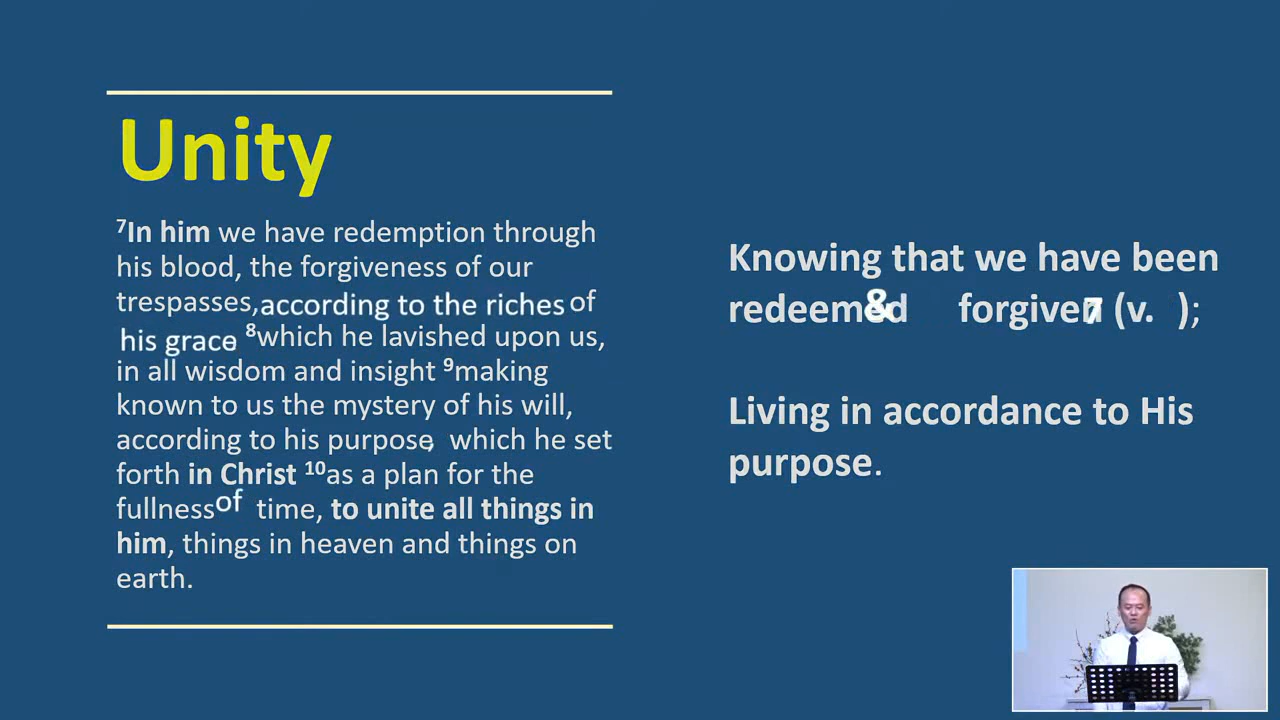 Unity
⁷In him we have redemption through
his blood, the forgiveness of our
trespasses, according to the riches of
his grace ⁸which he lavished upon us,
in all wisdom and insight ⁹making
known to us the mystery of his will,
according to his purpose, which he set
forth in Christ ¹⁰as a plan for the
fullness of time, to unite all things in
him, things in heaven and things on
earth.
Knowing that we have been
redeemed & forgiven (v. 7);
Living in accordance to His
purpose.